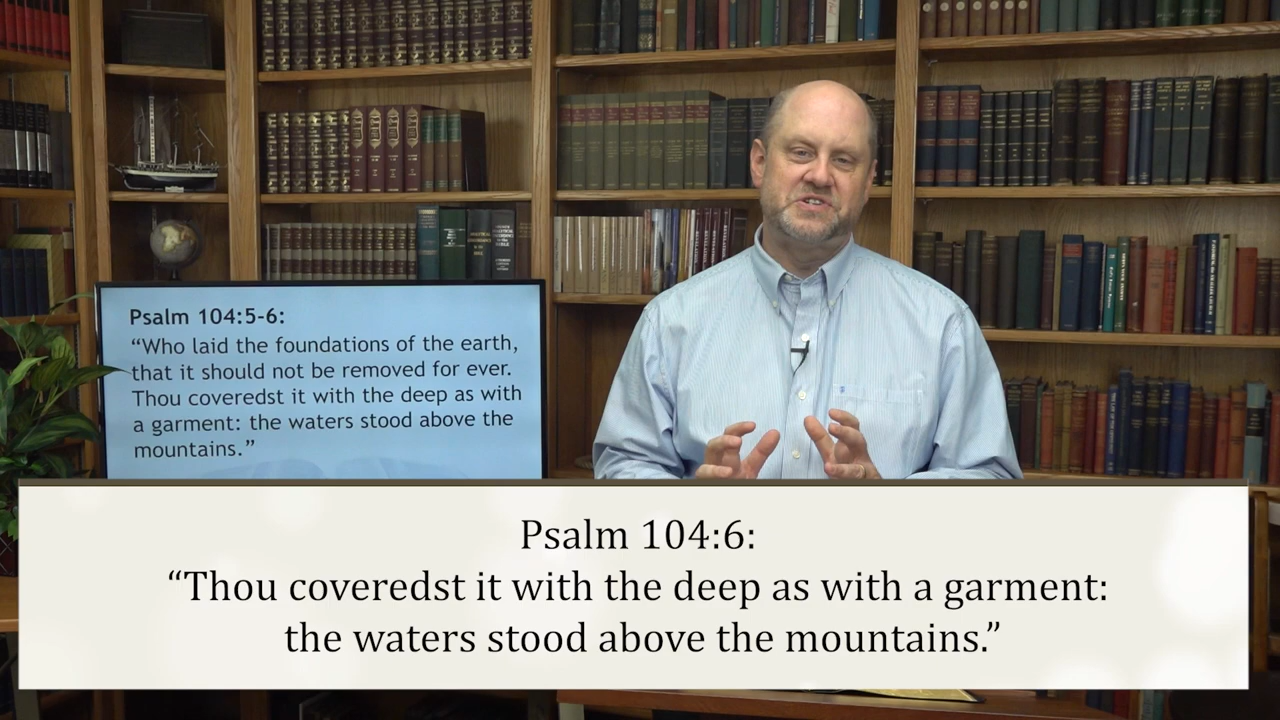 Psalm 104:5-6:
“Who laid the foundations of the earth,
that it should not be removed for ever.
Thou coveredst it with the deep as with
a garment: the waters stood above the
mountains.”
Psalm 104:6:
“Thou coveredst it with the deep as with a garment:
the waters stood above the mountains.”